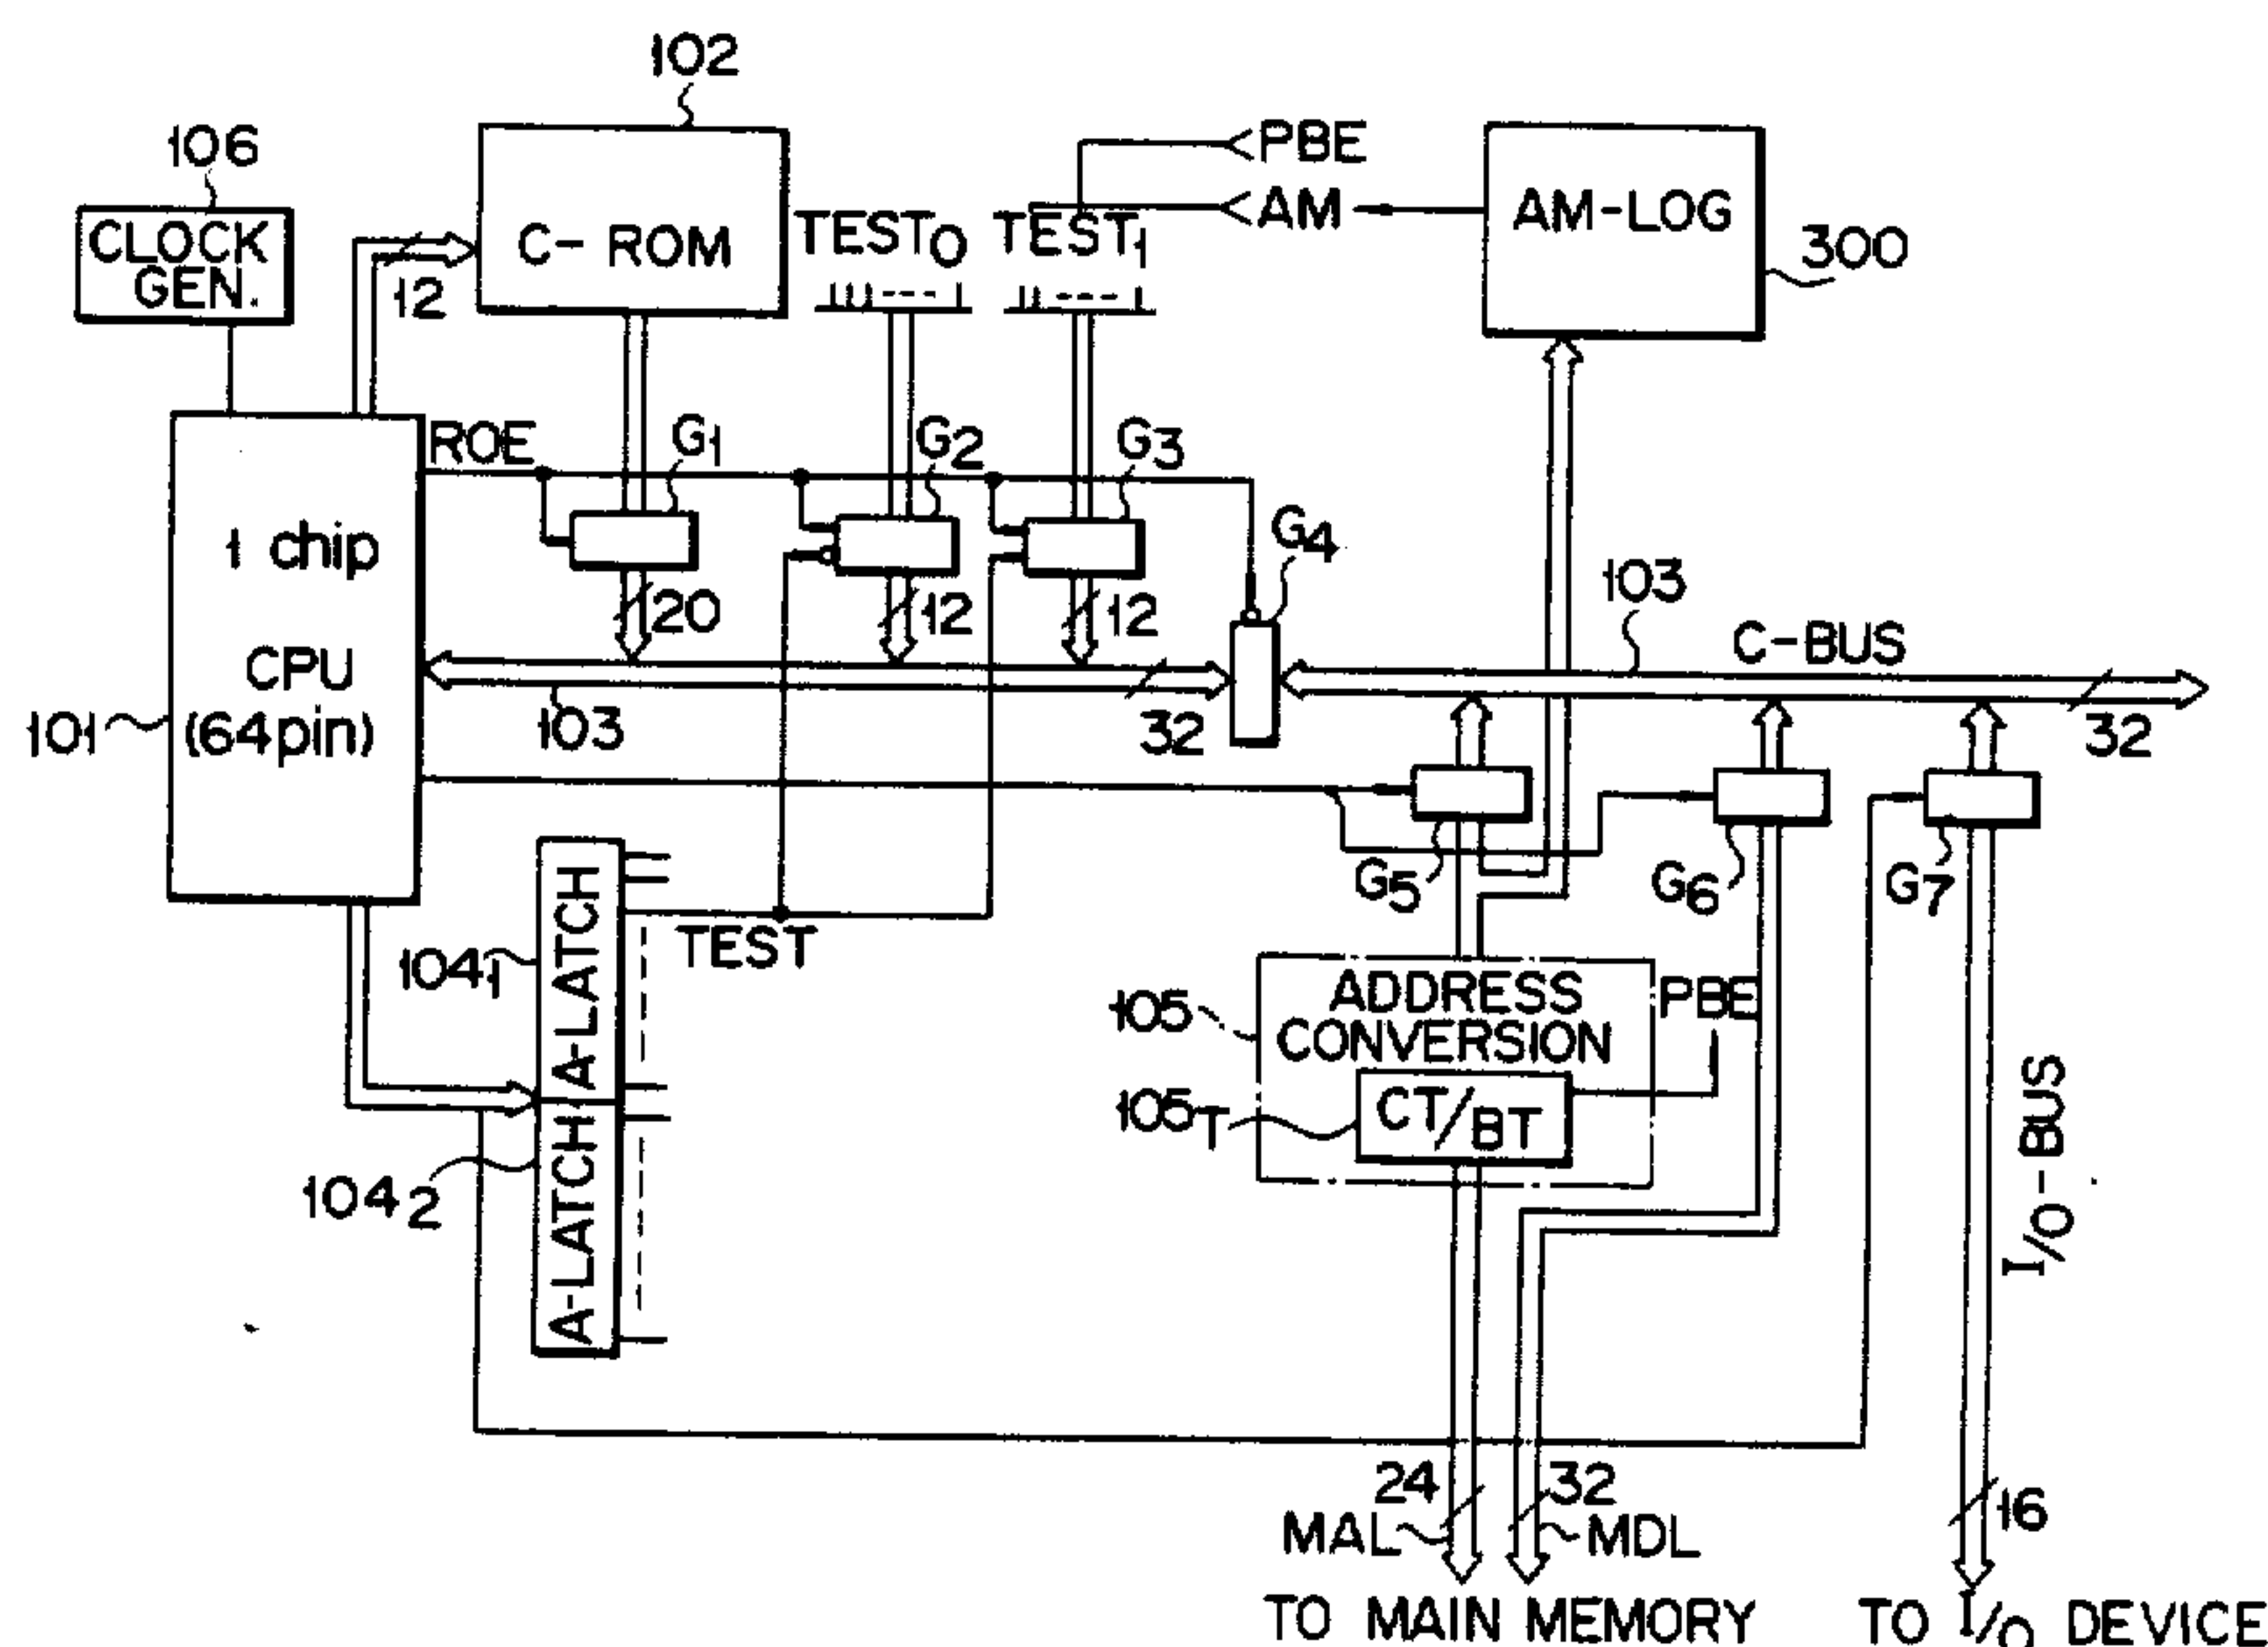 102
106
PBE
AM
AM-LOG
300
CLOCK
GEN.
12
C- ROM
TEST0
TEST1
ROE
G1
G2
G3
G4
1 chip
CPU
(64pin)
101
20
12
12
103
C-BUS
103
32
32
G5
G6
G7
A-LATCH
1041
TEST
A-LATCH
1042
ADDRESS
CONVERSION
105
PBE
105T
CT/BT
I/O-BUS
24
32
16
MAL
MDL
TO MAIN MEMORY
TO I/O DEVICE